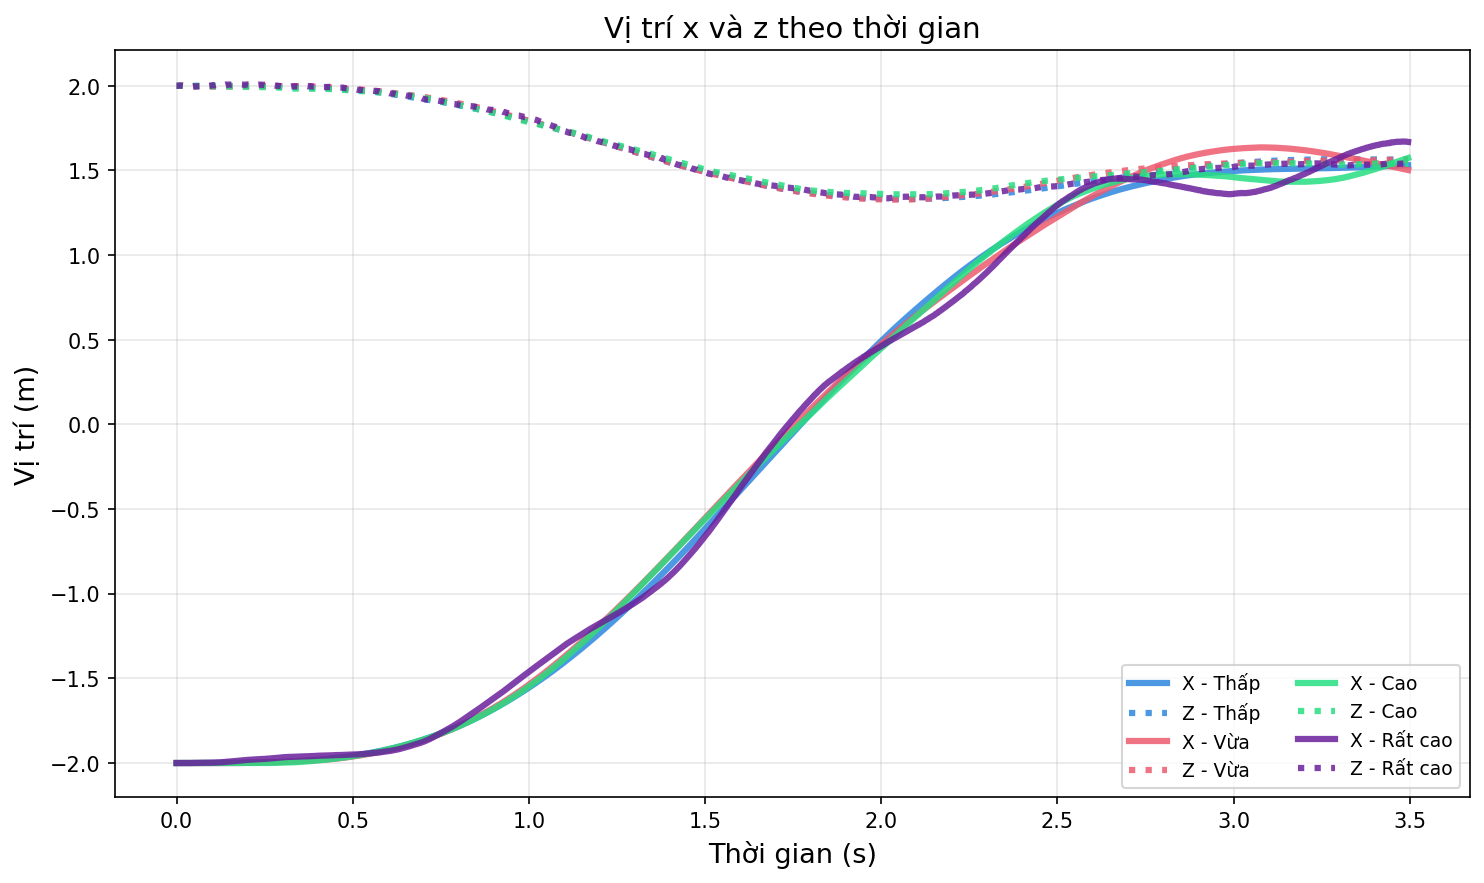 Vị trí x và z theo thời gian
Vị trí (m)
2.0
1.5
1.0
0.5
0.0
−0.5
−1.0
−1.5
−2.0
0.0 0.5 1.0 1.5 2.0 2.5 3.0 3.5
Thời gian (s)
X - Thấp
Z - Thấp
X - Vừa
Z - Vừa
X - Cao
Z - Cao
X - Rất cao
Z - Rất cao